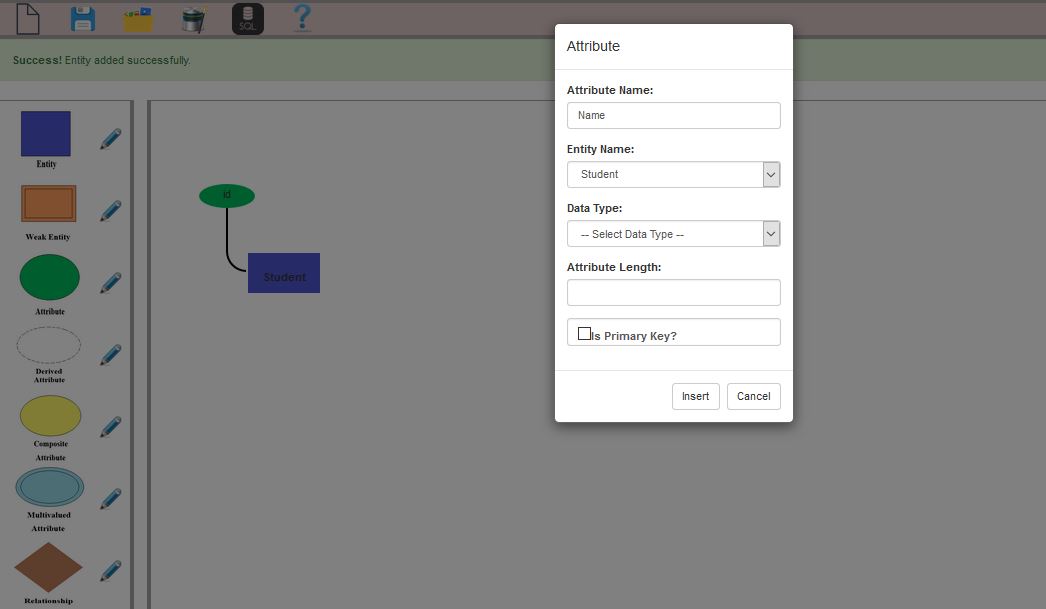 SQL
Success! Entity added successfully.
Entity
Weak Entity
Attribute
Derived
Attribute
Composite
Attribute
Multivalued
Attribute
Relationship
id
Student
Attribute
Attribute Name:
Name
Entity Name:
Student
Data Type:
-- Select Data Type --
Attribute Length:
Is Primary Key?
Insert
Cancel